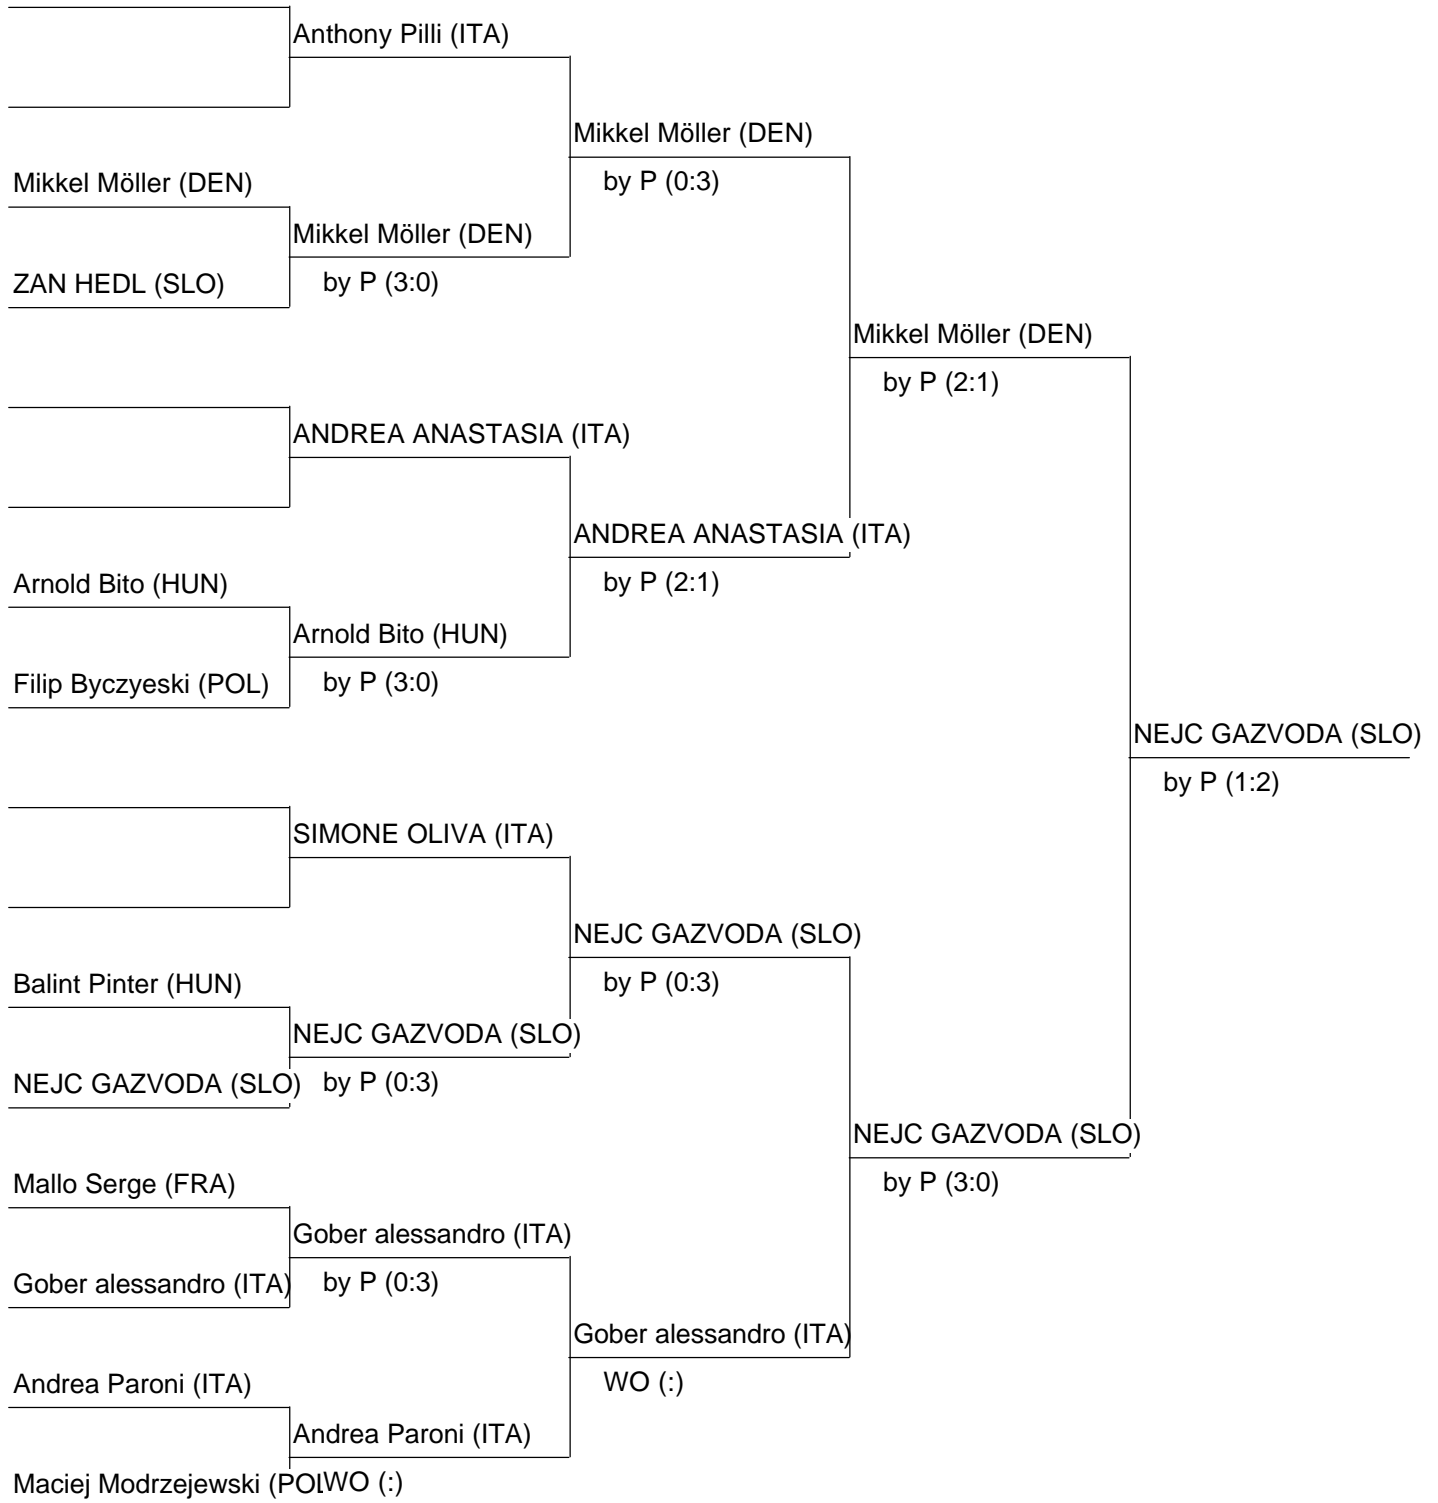 Anthony Pilli (ITA)
Mikkel Möller (DEN)
by P (0:3)
Mikkel Möller (DEN)
Mikkel Möller (DEN)
by P (3:0)
ZAN HEDL (SLO)
Mikkel Möller (DEN)
by P (2:1)
ANDREA ANASTASIA (ITA)
ANDREA ANASTASIA (ITA)
by P (2:1)
Arnold Bito (HUN)
Arnold Bito (HUN)
by P (3:0)
Filip Byczyeski (POL)
NEJC GAZVODA (SLO)
by P (1:2)
SIMONE OLIVA (ITA)
NEJC GAZVODA (SLO)
by P (0:3)
Balint Pinter (HUN)
NEJC GAZVODA (SLO)
by P (0:3)
NEJC GAZVODA (SLO)
NEJC GAZVODA (SLO)
by P (3:0)
Mallo Serge (FRA)
Gober alessandro (ITA)
by P (0:3)
Gober alessandro (ITA)
Gober alessandro (ITA)
WO (:)
Andrea Paroni (ITA)
Andrea Paroni (ITA)
WO (:)
Maciej Modrzejewski (POL